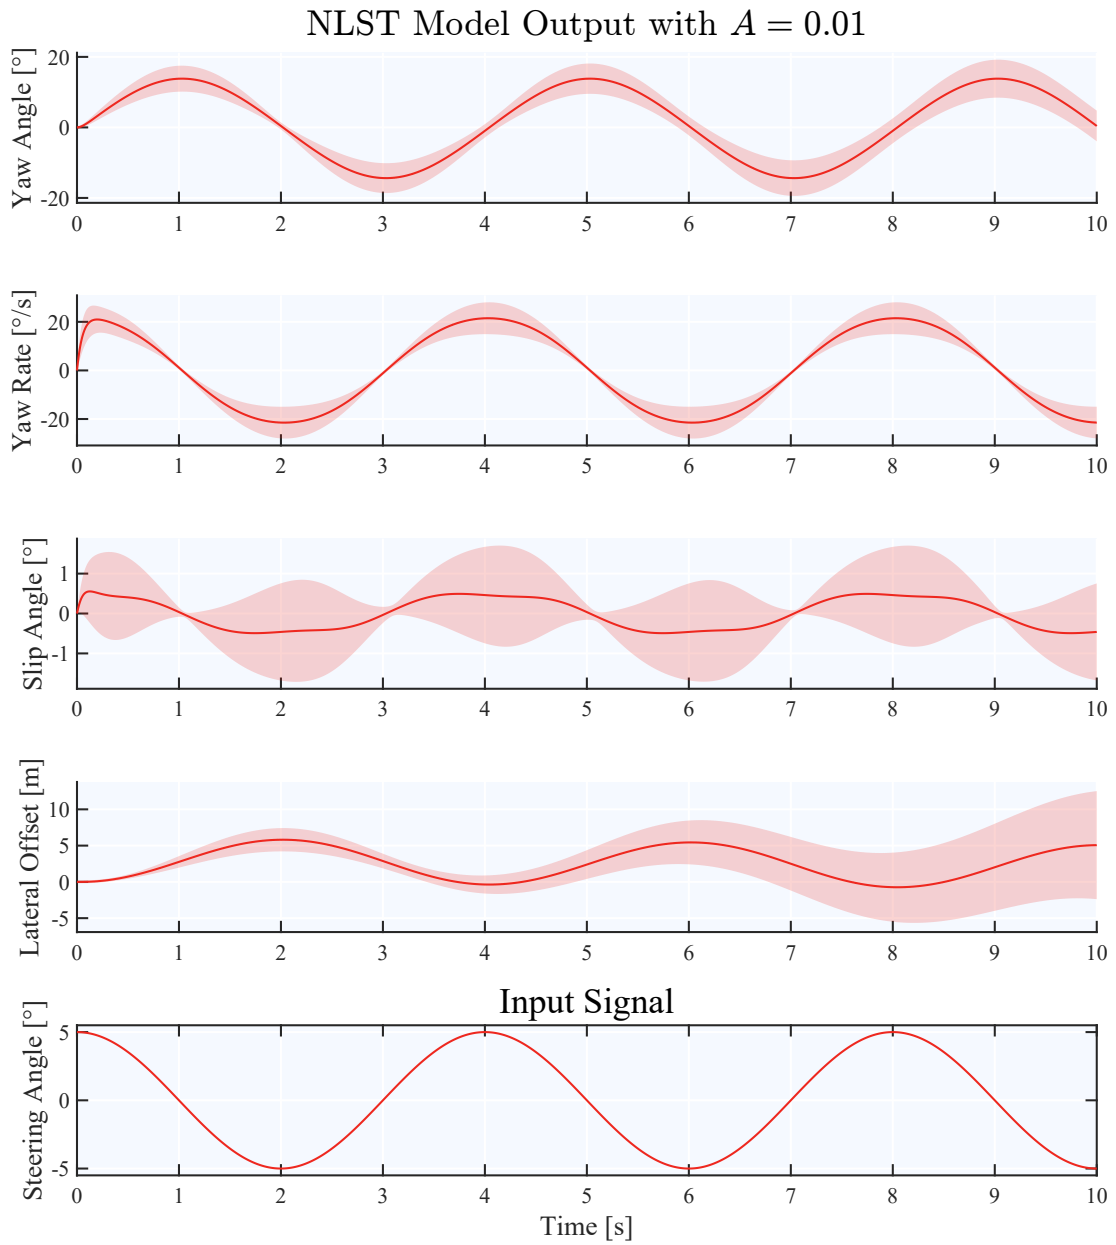 NLST Model Output with A = 0.01
Yaw Angle [°]
20
0
-20
0 1 2 3 4 5 6 7 8 9 10
Yaw Rate [°/s]
20
0
-20
0 1 2 3 4 5 6 7 8 9 10
Slip Angle [°]
1
0
-1
0 1 2 3 4 5 6 7 8 9 10
Lateral Offset [m]
10
5
0
-5
0 1 2 3 4 5 6 7 8 9 10
Input Signal
Steering Angle [°]
5
0
-5
0 1 2 3 4 5 6 7 8 9 10
Time [s]